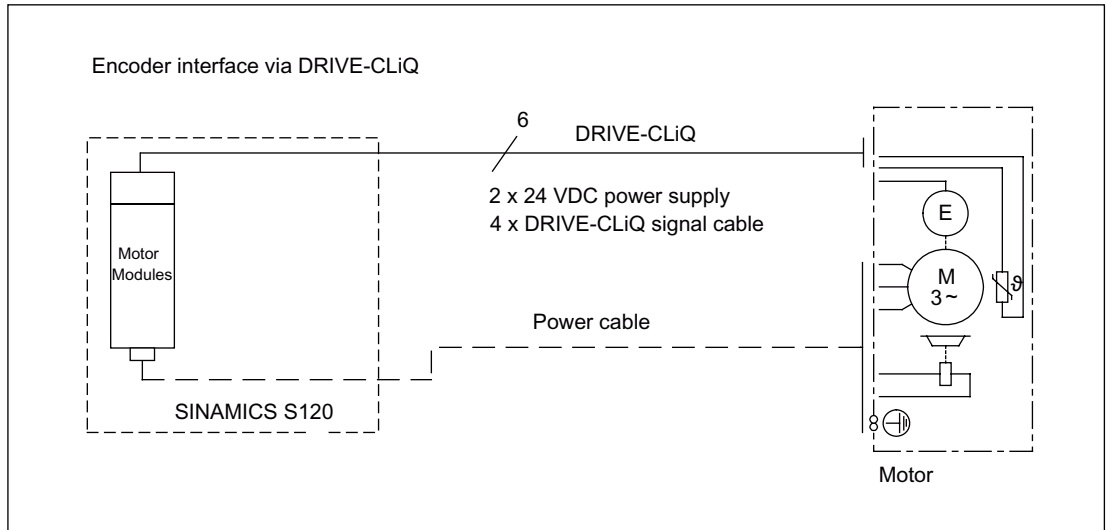 Encoder interface via DRIVE-CLiQ
6
DRIVE-CLiQ
2 x 24 VDC power supply
4 x DRIVE-CLiQ signal cable
Motor
Modules
E
M
3~
ϑ
Power cable
SINAMICS S120
Motor